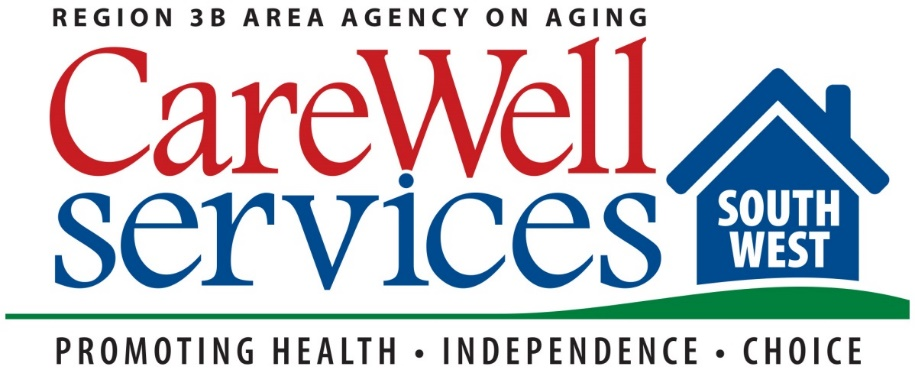 REGION 3B AREA AGENCY ON AGING
CareWell
services
SOUTH
WEST
PROMOTING HEALTH • INDEPENDENCE • CHOICE